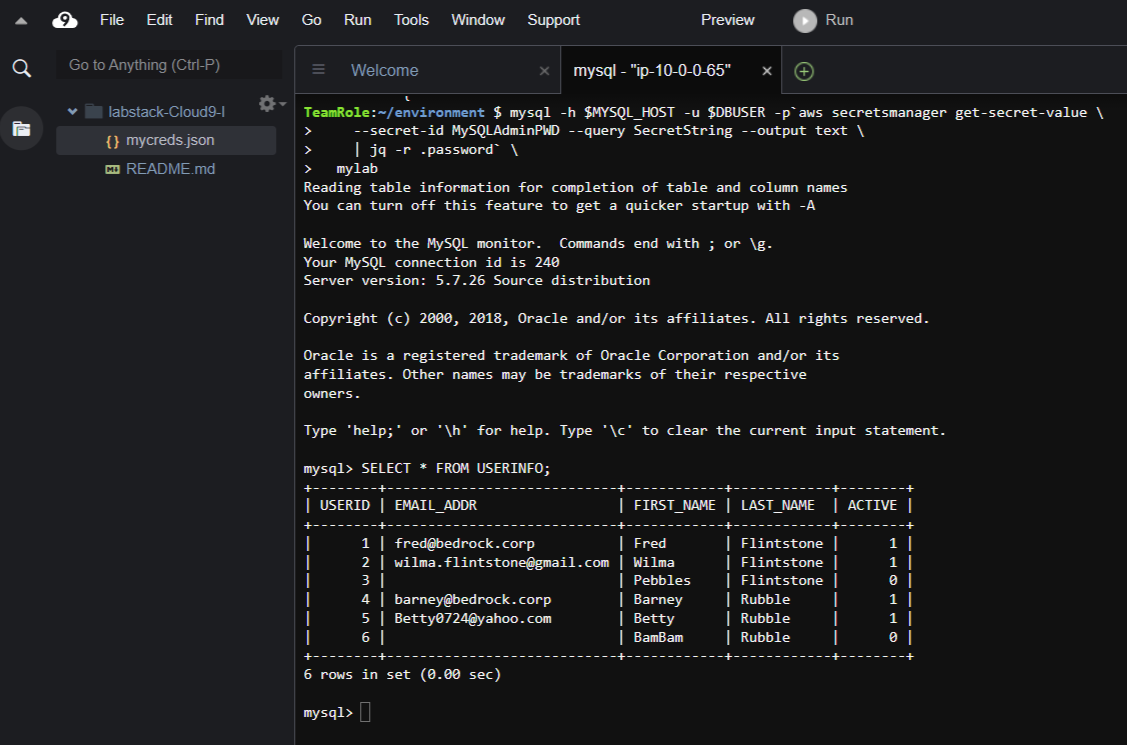 File Edit Find View Go Run Tools Window Support Preview Run
Go to Anything (Ctrl-P)
Welcome
mysql - "ip-10-0-0-65"
labstack-Cloud9-I
{} mycreds.json
README.md
TeamRole:~/environment $ mysql -h $MYSQL_HOST -u $DBUSER -p`aws secretsmanager get-secret-value \
>     --secret-id MySQLAdminPWD --query SecretString --output text \
>     | jq -r .password` \
>   mylab
Reading table information for completion of table and column names
You can turn off this feature to get a quicker startup with -A
Welcome to the MySQL monitor.  Commands end with ; or \g.
Your MySQL connection id is 240
Server version: 5.7.26 Source distribution
Copyright (c) 2000, 2018, Oracle and/or its affiliates. All rights reserved.
Oracle is a registered trademark of Oracle Corporation and/or its
affiliates. Other names may be trademarks of their respective
owners.
Type 'help;' or '\h' for help. Type '\c' to clear the current input statement.
mysql> SELECT * FROM USERINFO;
+--------+----------------------------+------------+------------+--------+
| USERID | EMAIL_ADDR                 | FIRST_NAME | LAST_NAME  | ACTIVE |
+--------+----------------------------+------------+------------+--------+
|      1 | fred@bedrock.corp          | Fred       | Flintstone |      1 |
|      2 | wilma.flintstone@gmail.com | Wilma      | Flintstone |      1 |
|      3 |                            | Pebbles    | Flintstone |      0 |
|      4 | barney@bedrock.corp        | Barney     | Rubble     |      1 |
|      5 | Betty0724@yahoo.com        | Betty      | Rubble     |      1 |
|      6 |                            | BamBam     | Rubble     |      0 |
+--------+----------------------------+------------+------------+--------+
6 rows in set (0.00 sec)
mysql>